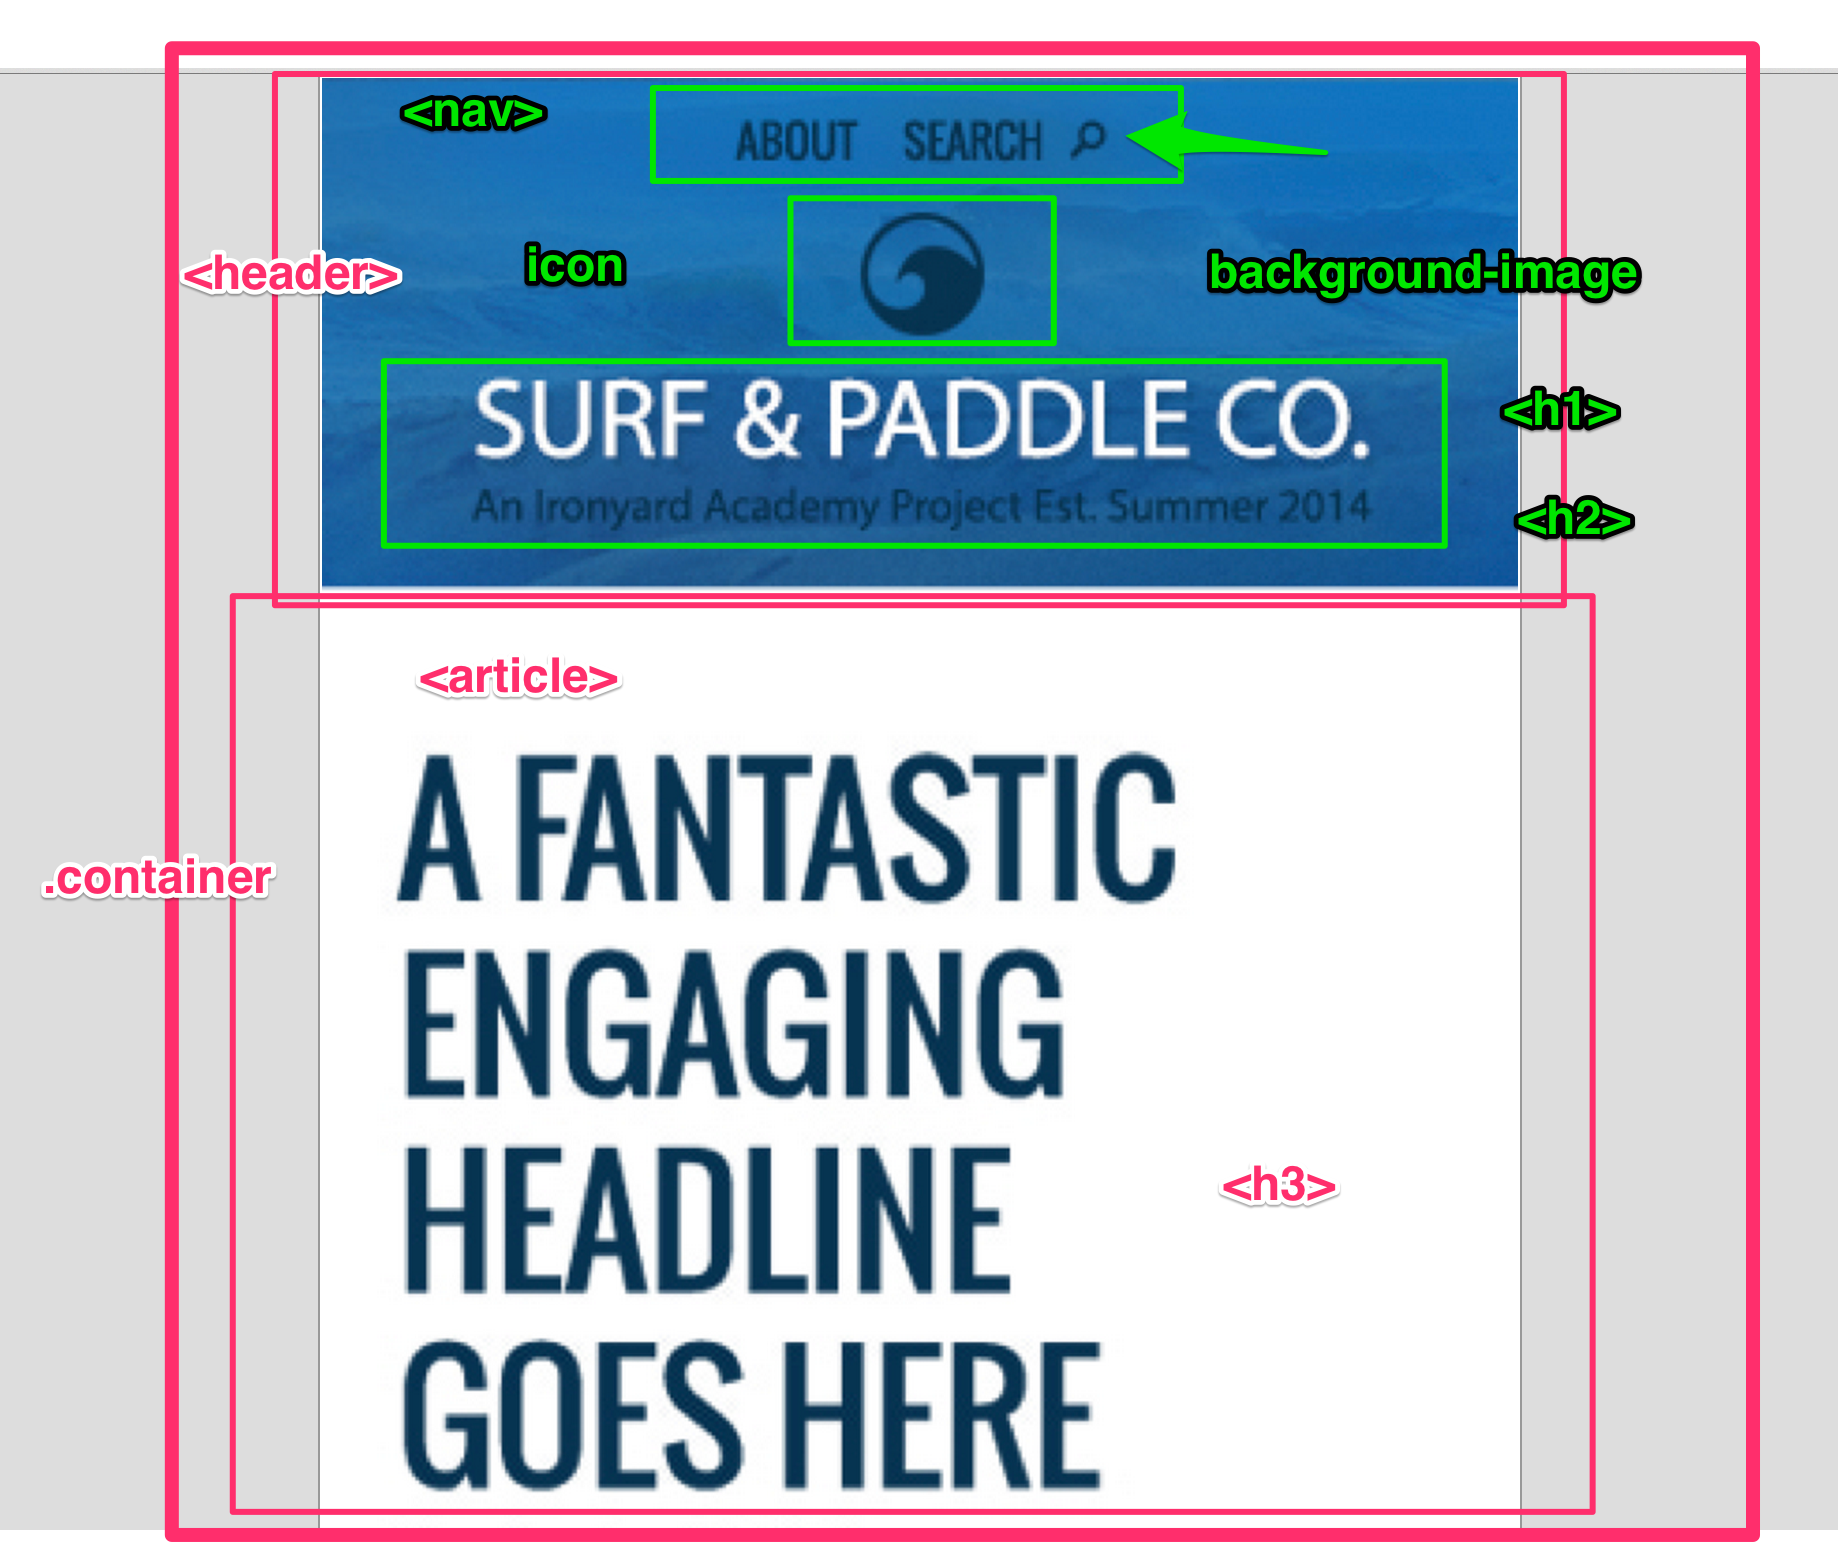 <nav>
ABOUT SEARCH
<header>
icon
background-image
SURF & PADDLE CO.
<h1>
An Ironyard Academy Project Est. Summer 2014
<h2>
<article>
A FANTASTIC
.container
ENGAGING
HEADLINE
<h3>
GOES HERE